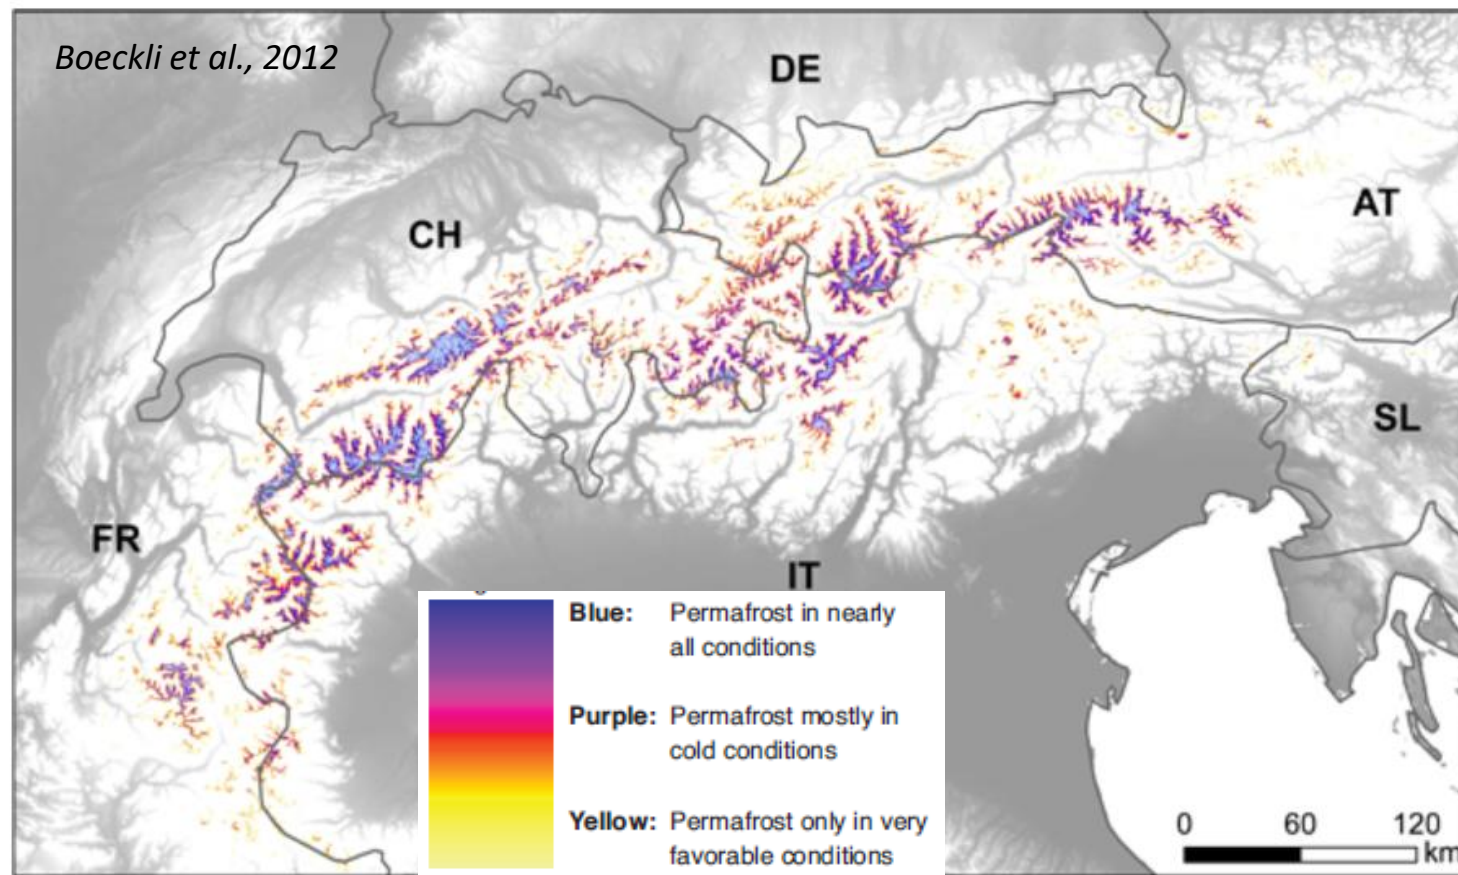 Boeckli et al., 2012
DE
CH
AT
SL
FR
IT
Blue: Permafrost in nearly
all conditions
Purple: Permafrost mostly in
cold conditions
Yellow: Permafrost only in very
favorable conditions
0 60 120
km